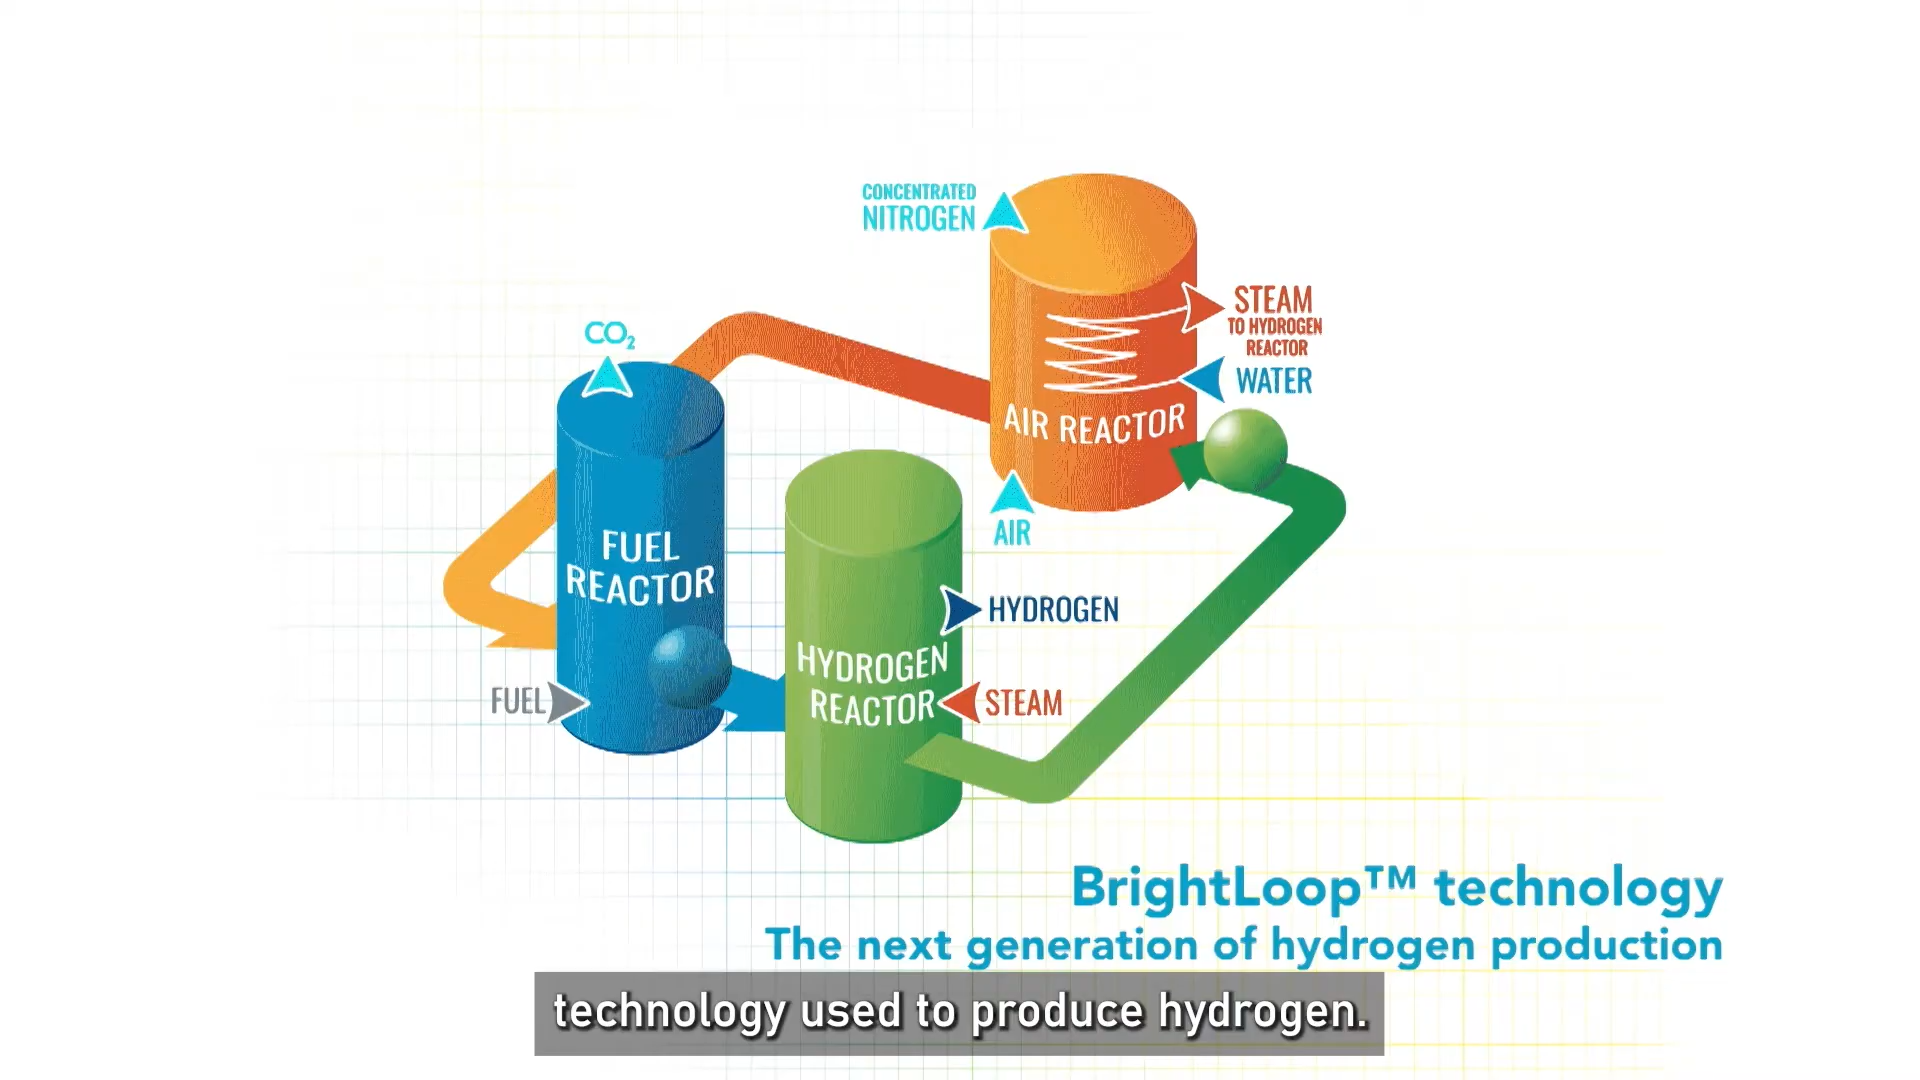 CONCENTRATED
NITROGEN
STEAM
TO HYDROGEN
REACTOR
CO₂
WATER
AIR REACTOR
AIR
FUEL
REACTOR
HYDROGEN
HYDROGEN
REACTOR
FUEL
STEAM
BrightLoop™ technology
The next generation of hydrogen production
technology used to produce hydrogen.